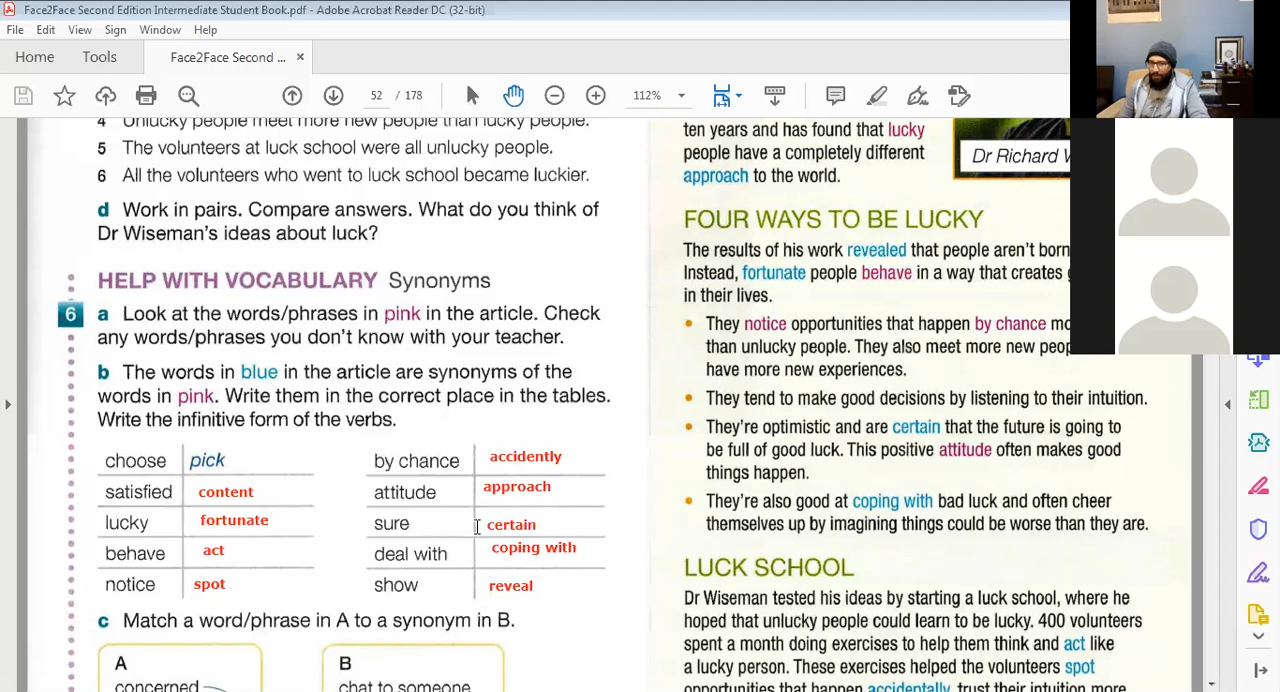 Face2Face Second Edition Intermediate Student Book.pdf - Adobe Acrobat Reader DC (32-bit)
File Edit View Sign Window Help
Home Tools Face2Face Second ... ×
52 / 178 112%
4 Unlucky people meet more new people than lucky people.
5 The volunteers at luck school were all unlucky people.
6 All the volunteers who went to luck school became luckier.
d Work in pairs. Compare answers. What do you think of
Dr Wiseman's ideas about luck?
HELP WITH VOCABULARY Synonyms
6 a Look at the words/phrases in pink in the article. Check
any words/phrases you don't know with your teacher.
b The words in blue in the article are synonyms of the
words in pink. Write them in the correct place in the tables.
Write the infinitive form of the verbs.
choose pick
satisfied content
lucky fortunate
behave act
notice spot
by chance accidently
attitude approach
sure certain
deal with coping with
show reveal
c Match a word/phrase in A to a synonym in B.
A
concerned
B
chat to someone
ten years and has found that lucky
people have a completely different
approach to the world.
Dr Richard
FOUR WAYS TO BE LUCKY
The results of his work revealed that people aren't born
Instead, fortunate people behave in a way that creates
in their lives.
• They notice opportunities that happen by chance
than unlucky people. They also meet more new
have more new experiences.
• They tend to make good decisions by listening to their intuition.
• They're optimistic and are certain that the future is going to
be full of good luck. This positive attitude often makes good
things happen.
• They're also good at coping with bad luck and often cheer
themselves up by imagining things could be worse than they are.
LUCK SCHOOL
Dr Wiseman tested his ideas by starting a luck school, where he
hoped that unlucky people could learn to be lucky. 400 volunteers
spent a month doing exercises to help them think and act like
a lucky person. These exercises helped the volunteers spot
opportunities that happen accidentally, trust their intuition more